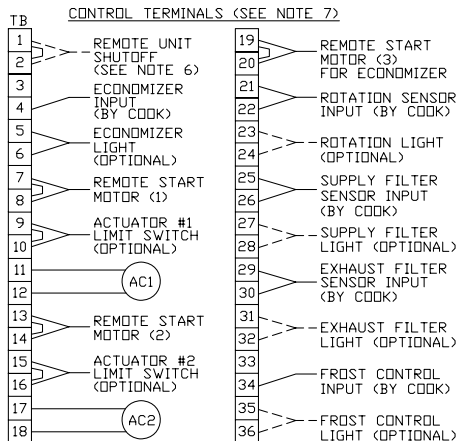 CONTROL TERMINALS (SEE NOTE 7)
TB
1
2
REMOTE UNIT
SHUTOFF
(SEE NOTE 6)
3
4
ECONOMIZER
INPUT
(BY COOK)
5
6
ECONOMIZER
LIGHT
(OPTIONAL)
7
8
REMOTE START
MOTOR (1)
9
10
ACTUATOR #1
LIMIT SWITCH
(OPTIONAL)
11
12
AC1
13
14
REMOTE START
MOTOR (2)
15
16
ACTUATOR #2
LIMIT SWITCH
(OPTIONAL)
17
18
AC2
19
20
REMOTE START
MOTOR (3)
FOR ECONOMIZER
21
22
ROTATION SENSOR
INPUT (BY COOK)
23
24
ROTATION LIGHT
(OPTIONAL)
25
26
SUPPLY FILTER
SENSOR INPUT
(BY COOK)
27
28
SUPPLY FILTER
LIGHT (OPTIONAL)
29
30
EXHAUST FILTER
SENSOR INPUT
(BY COOK)
31
32
EXHAUST FILTER
LIGHT (OPTIONAL)
33
34
FROST CONTROL
INPUT (BY COOK)
35
36
FROST CONTROL
LIGHT (OPTIONAL)